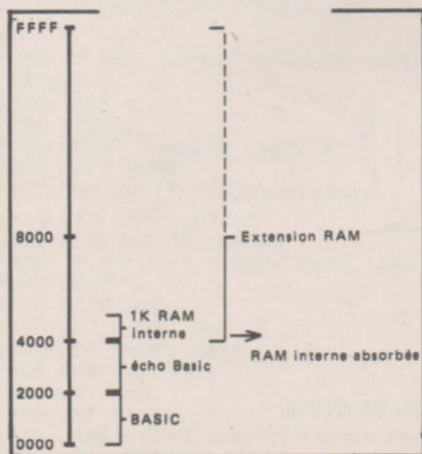 FFFF
8000
Extension RAM
1K RAM
interne
4000
RAM interne absorbée
écho Basic
2000
BASIC
0000